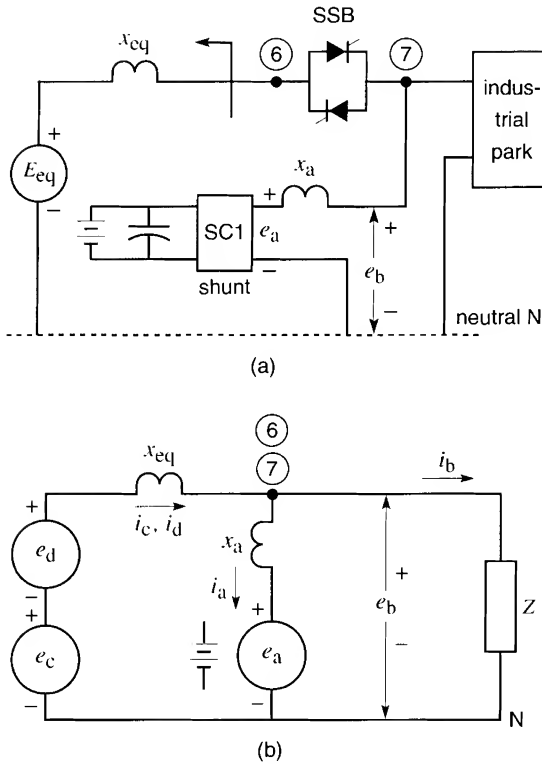 SSB
x_eq
6
7
indus-
trial
park
+
E_eq
−
x_a
+
SC1
e_a
−
shunt
+
e_b
−
neutral N
(a)
6
7
x_eq
i_b
i_c, i_d
+
e_d
−
x_a
i_a
+
e_b
−
Z
+
e_c
−
+
e_a
−
N
(b)